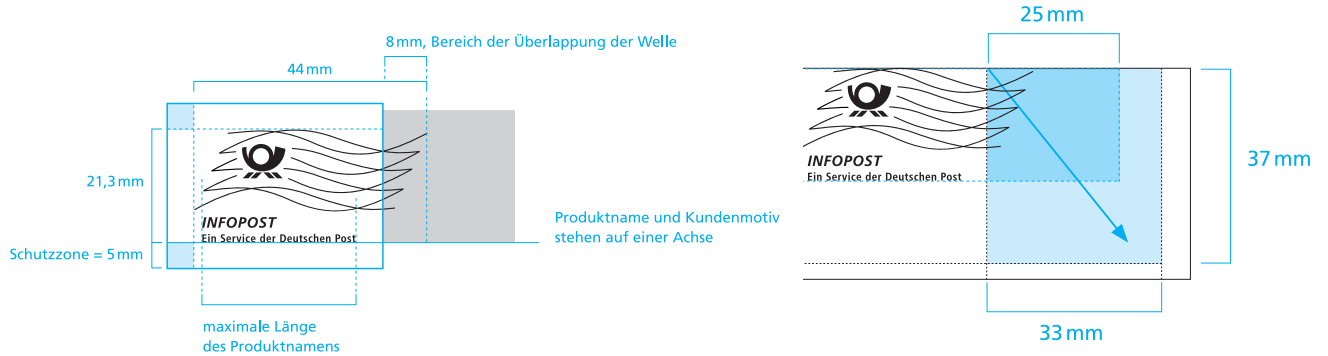 8 mm, Bereich der Überlappung der Welle
44 mm
21,3 mm
INFOPOST
Ein Service der Deutschen Post
Schutzzone = 5 mm
maximale Länge
des Produktnamens
Produktname und Kundenmotiv
stehen auf einer Achse
25 mm
INFOPOST
Ein Service der Deutschen Post
37 mm
33 mm